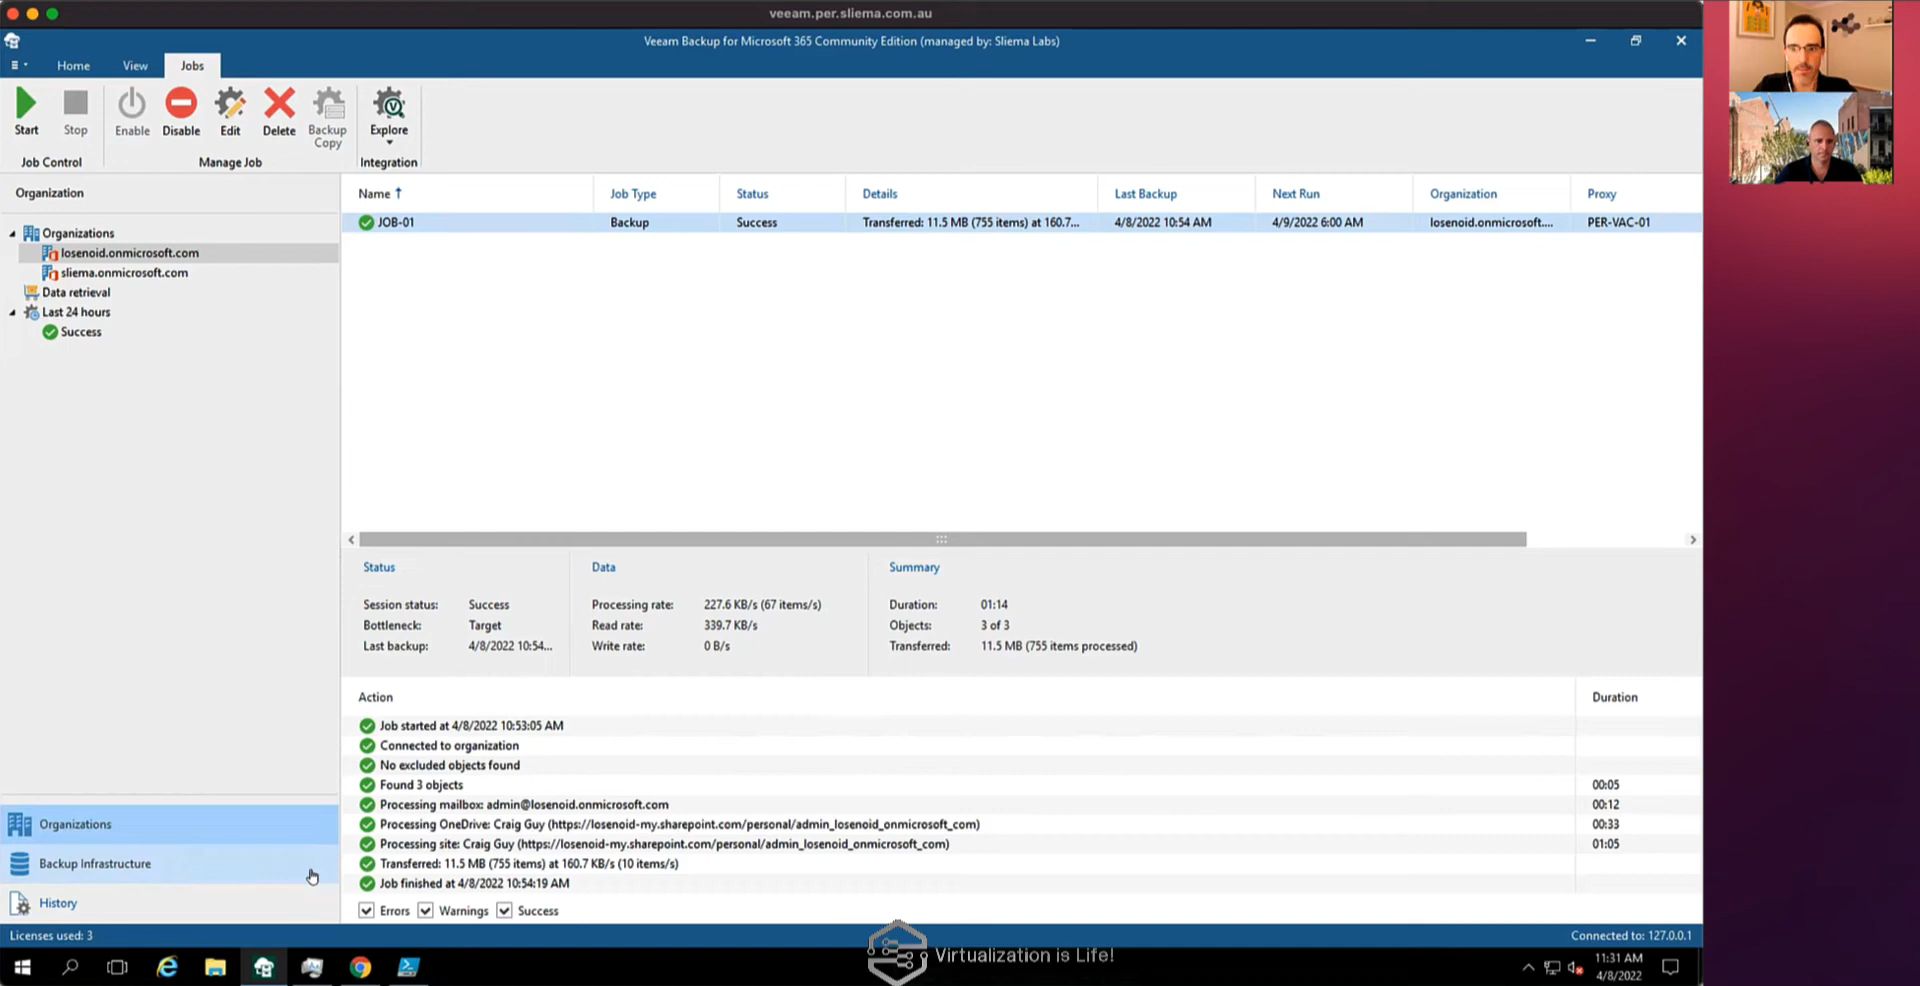 veeam.per.sliema.com.au
Veeam Backup for Microsoft 365 Community Edition (managed by: Sliema Labs)
Home View Jobs
Start Stop Enable Disable Edit Delete Backup Copy Explore
Job Control Manage Job Integration
Organization
Organizations
losenoid.onmicrosoft.com
sliema.onmicrosoft.com
Data retrieval
Last 24 hours
Success
Name Job Type Status Details Last Backup Next Run Organization Proxy
JOB-01 Backup Success Transferred: 11.5 MB (755 items) at 160.7... 4/8/2022 10:54 AM 4/9/2022 6:00 AM losenoid.onmicrosoft.... PER-VAC-01
Status Data Summary
Session status: Success Processing rate: 227.6 KB/s (67 items/s) Duration: 01:14
Bottleneck: Target Read rate: 339.7 KB/s Objects: 3 of 3
Last backup: 4/8/2022 10:54... Write rate: 0 B/s Transferred: 11.5 MB (755 items processed)
Action Duration
Job started at 4/8/2022 10:53:05 AM
Connected to organization
No excluded objects found
Found 3 objects 00:05
Processing mailbox: admin@losenoid.onmicrosoft.com 00:12
Processing OneDrive: Craig Guy (https://losenoid-my.sharepoint.com/personal/admin_losenoid_onmicrosoft_com) 00:33
Processing site: Craig Guy (https://losenoid-my.sharepoint.com/personal/admin_losenoid_onmicrosoft_com) 01:05
Transferred: 11.5 MB (755 items) at 160.7 KB/s (10 items/s)
Job finished at 4/8/2022 10:54:19 AM
Errors Warnings Success
Organizations
Backup Infrastructure
History
Licenses used: 3
Connected to: 127.0.0.1
Virtualization is Life!
11:31 AM
4/8/2022